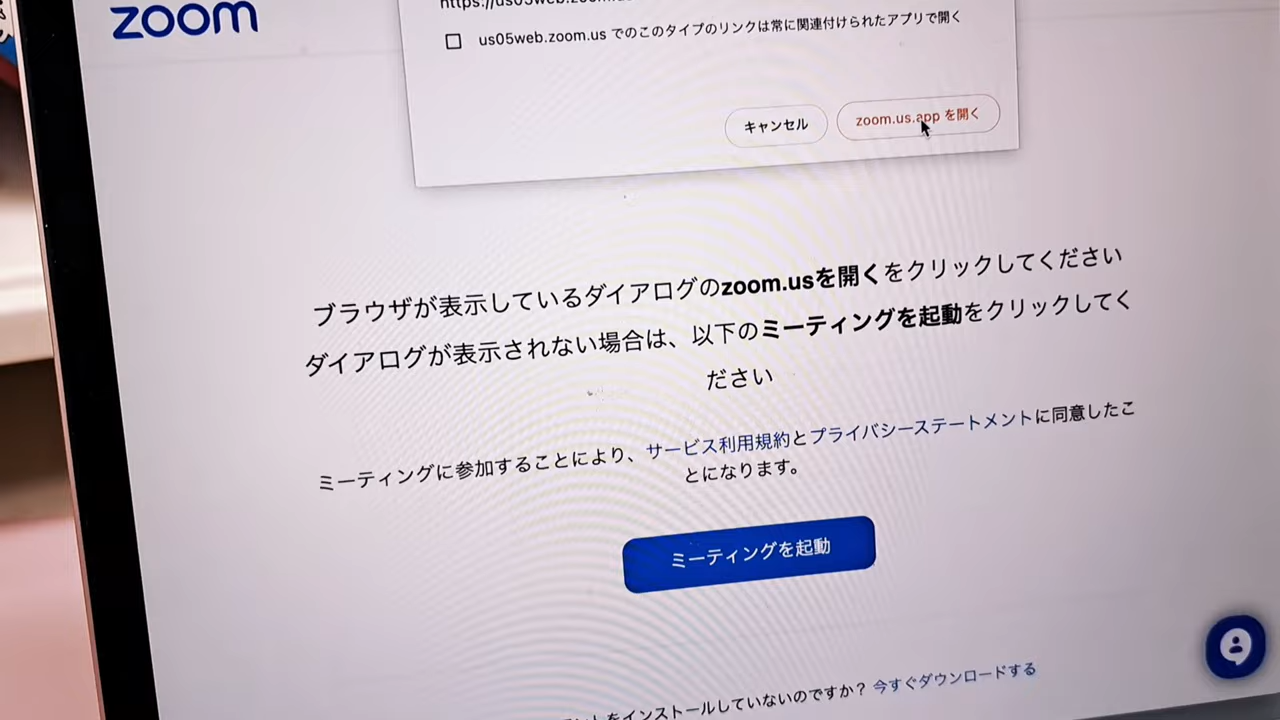 zoom
https://us05web.zoom.us
us05web.zoom.us でのこのタイプのリンクは常に関連付けられたアプリで開く
キャンセル
zoom.us.app を開く
ブラウザが表示しているダイアログのzoom.usを開くをクリックしてください
ダイアログが表示されない場合は、以下のミーティングを起動をクリックしてく
ださい
ミーティングに参加することにより、サービス利用規約とプライバシーステートメントに同意したこ
とになります。
ミーティングを起動
をインストールしていないのですか？ 今すぐダウンロードする